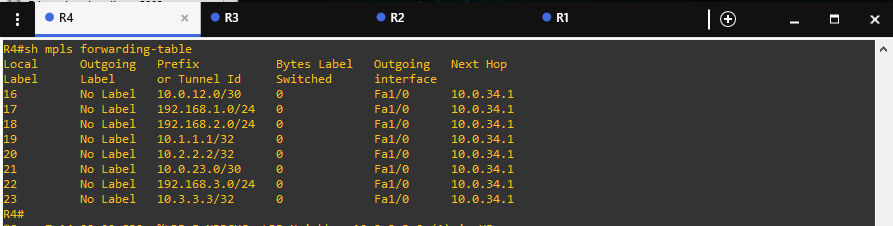 R4 R3 R2 R1
R4#sh mpls forwarding-table
Local Outgoing Prefix Bytes Label Outgoing Next Hop
Label Label or Tunnel Id Switched interface
16 No Label 10.0.12.0/30 0 Fa1/0 10.0.34.1
17 No Label 192.168.1.0/24 0 Fa1/0 10.0.34.1
18 No Label 192.168.2.0/24 0 Fa1/0 10.0.34.1
19 No Label 10.1.1.1/32 0 Fa1/0 10.0.34.1
20 No Label 10.2.2.2/32 0 Fa1/0 10.0.34.1
21 No Label 10.0.23.0/30 0 Fa1/0 10.0.34.1
22 No Label 192.168.3.0/24 0 Fa1/0 10.0.34.1
23 No Label 10.3.3.3/32 0 Fa1/0 10.0.34.1
R4#